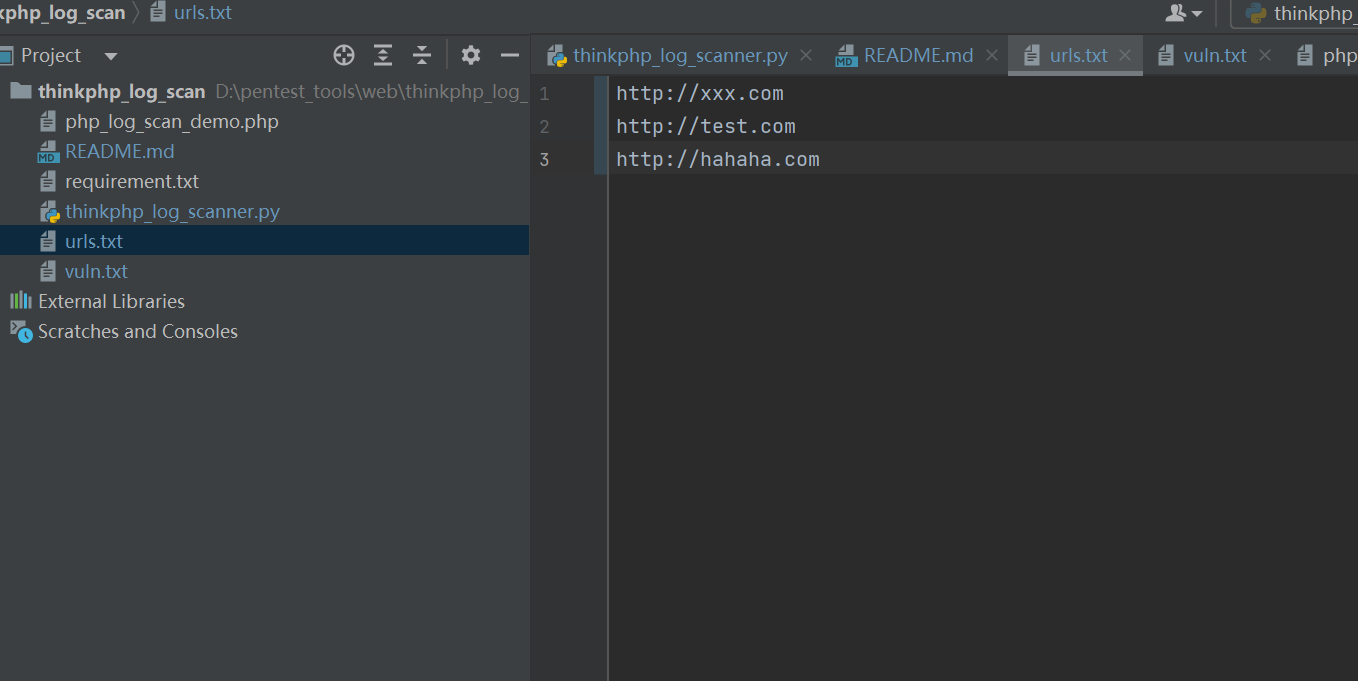 kphp_log_scan urls.txt thinkphp_
Project
thinkphp_log_scanner.py README.md urls.txt vuln.txt php
thinkphp_log_scan D:\pentest_tools\web\thinkphp_log_
php_log_scan_demo.php
README.md
requirement.txt
thinkphp_log_scanner.py
urls.txt
vuln.txt
External Libraries
Scratches and Consoles
1 http://xxx.com
2 http://test.com
3 http://hahaha.com